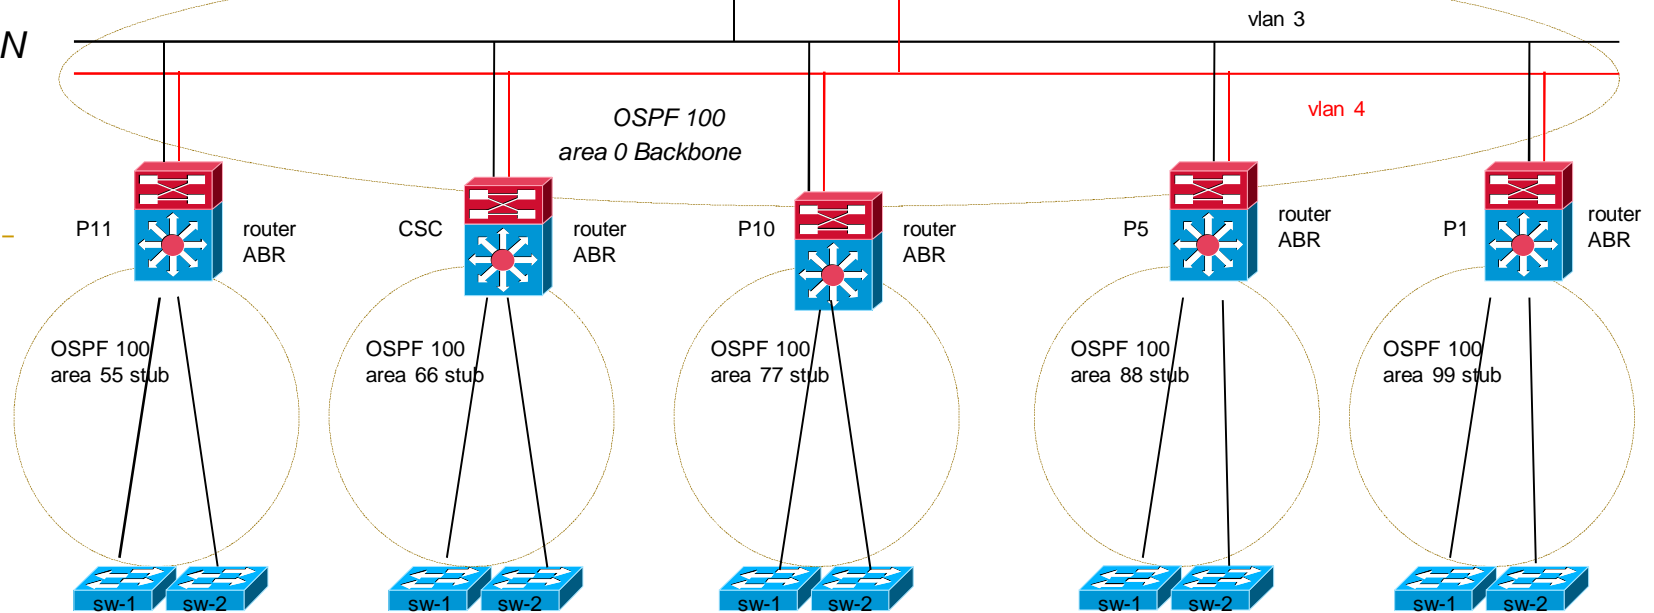 vlan 3
N
vlan 4
OSPF 100
area 0 Backbone
P11
router
ABR
CSC
router
ABR
P10
router
ABR
P5
router
ABR
P1
router
ABR
OSPF 100
area 55 stub
OSPF 100
area 66 stub
OSPF 100
area 77 stub
OSPF 100
area 88 stub
OSPF 100
area 99 stub
sw-1
sw-2
sw-1
sw-2
sw-1
sw-2
sw-1
sw-2
sw-1
sw-2